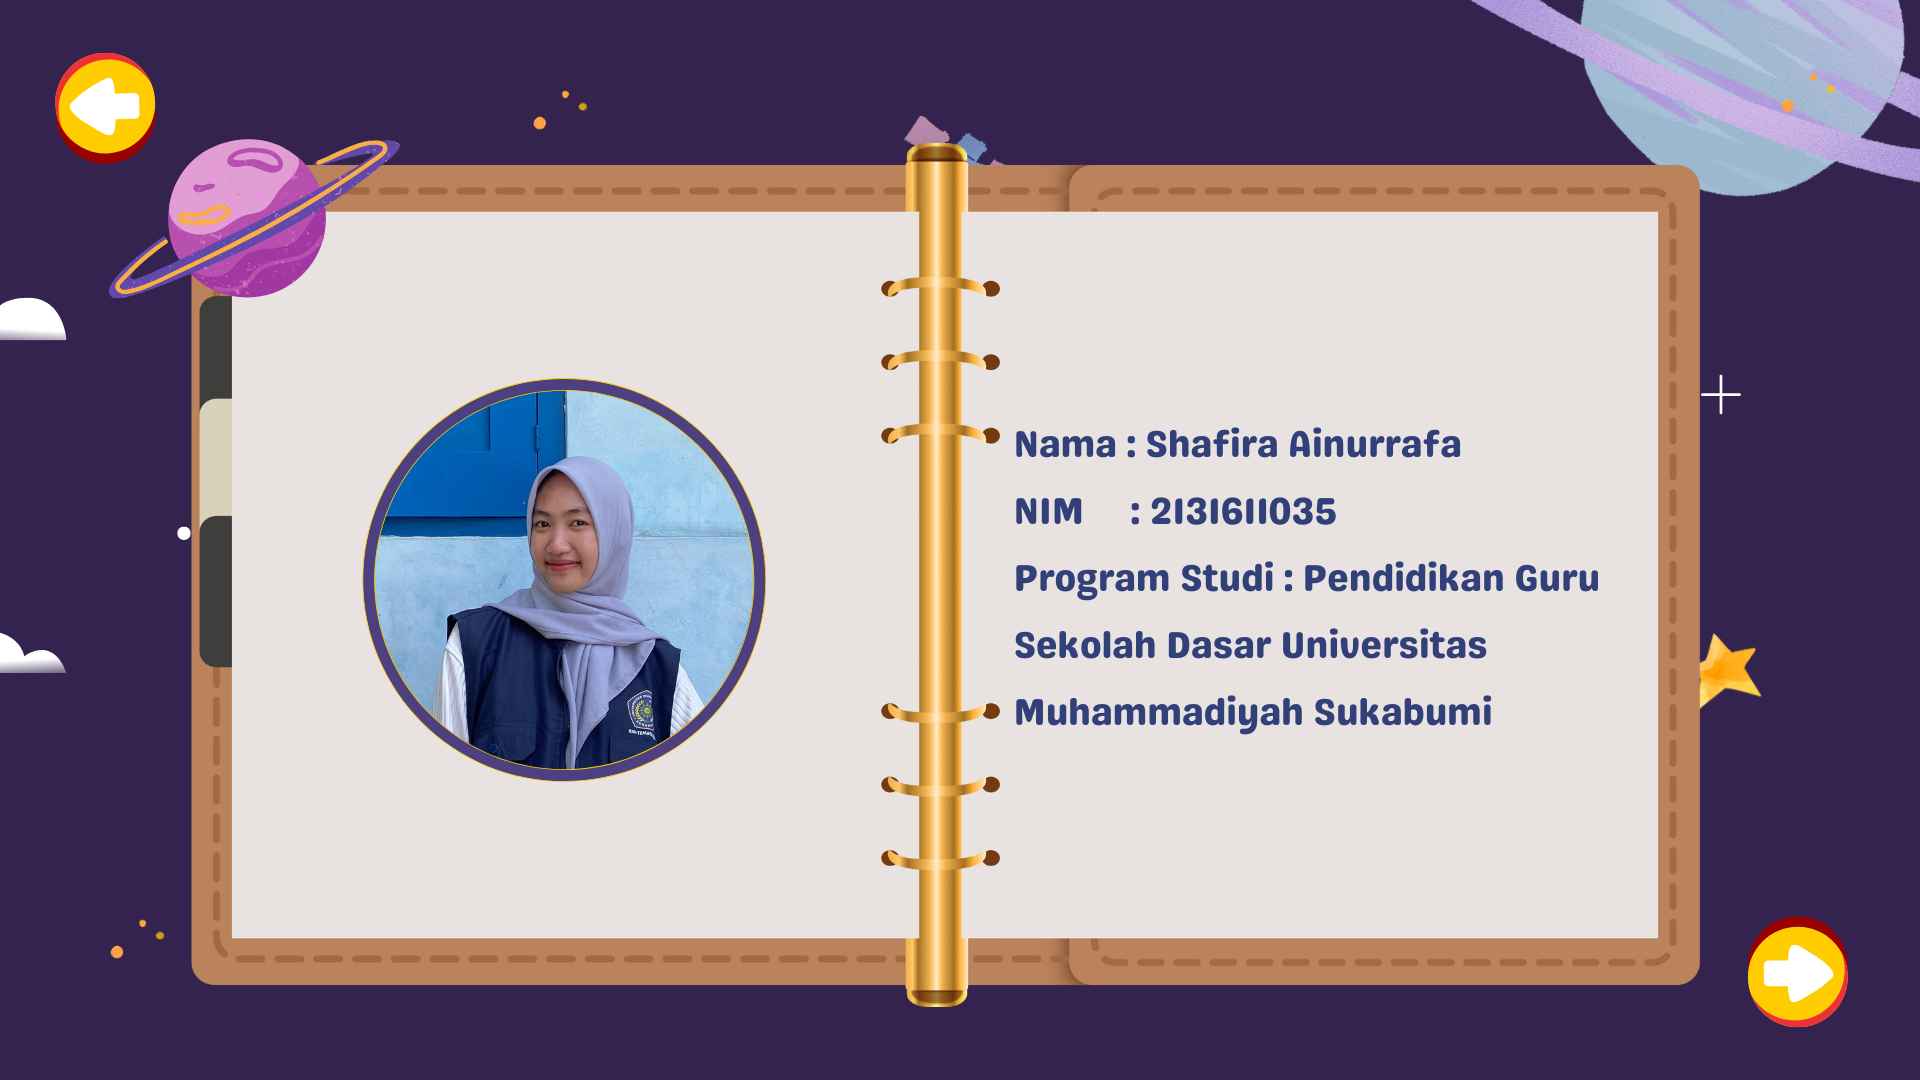 Nama : Shafira Ainurrafa
NIM : 2131611035
Program Studi : Pendidikan Guru
Sekolah Dasar Universitas
Muhammadiyah Sukabumi